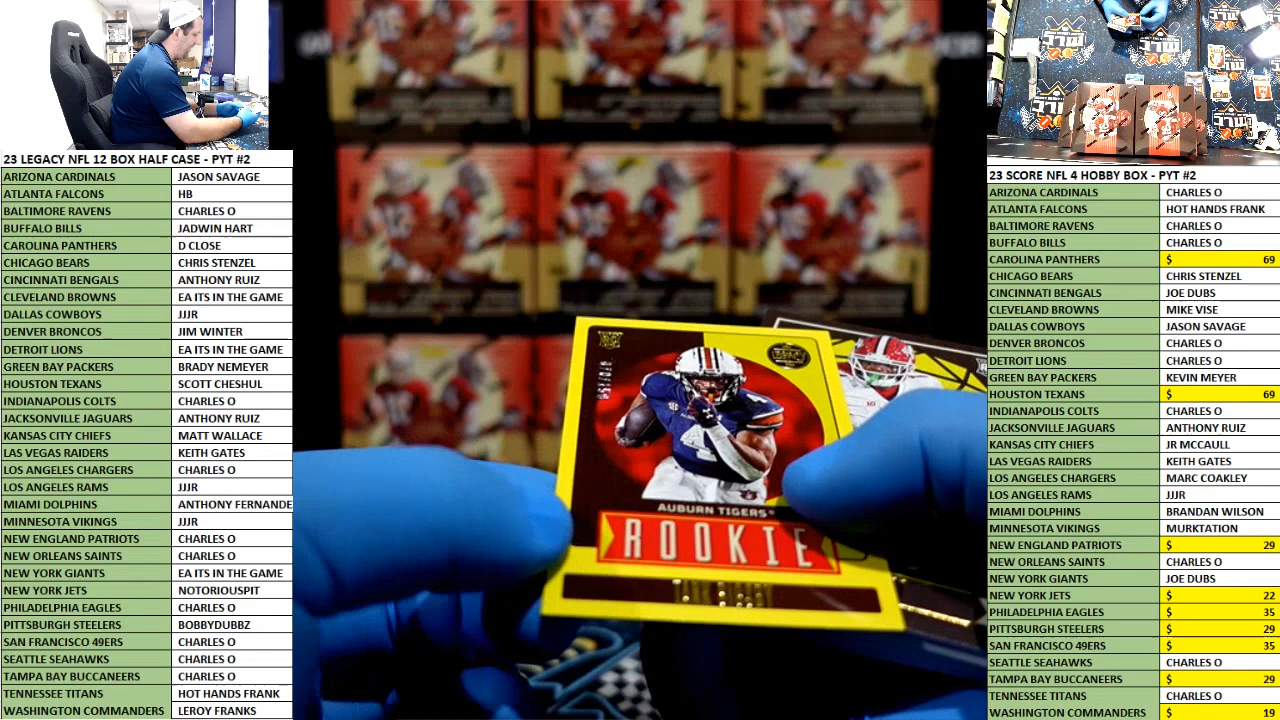 23 LEGACY NFL 12 BOX HALF CASE - PYT #2
ARIZONA CARDINALS JASON SAVAGE
ATLANTA FALCONS HB
BALTIMORE RAVENS CHARLES O
BUFFALO BILLS JADWIN HART
CAROLINA PANTHERS D CLOSE
CHICAGO BEARS CHRIS STENZEL
CINCINNATI BENGALS ANTHONY RUIZ
CLEVELAND BROWNS EA ITS IN THE GAME
DALLAS COWBOYS JJJR
DENVER BRONCOS JIM WINTER
DETROIT LIONS EA ITS IN THE GAME
GREEN BAY PACKERS BRADY NEMEYER
HOUSTON TEXANS SCOTT CHESHUL
INDIANAPOLIS COLTS CHARLES O
JACKSONVILLE JAGUARS ANTHONY RUIZ
KANSAS CITY CHIEFS MATT WALLACE
LAS VEGAS RAIDERS KEITH GATES
LOS ANGELES CHARGERS CHARLES O
LOS ANGELES RAMS JJJR
MIAMI DOLPHINS ANTHONY FERNANDE
MINNESOTA VIKINGS JJJR
NEW ENGLAND PATRIOTS CHARLES O
NEW ORLEANS SAINTS CHARLES O
NEW YORK GIANTS EA ITS IN THE GAME
NEW YORK JETS NOTORIOUSPIT
PHILADELPHIA EAGLES CHARLES O
PITTSBURGH STEELERS BOBBYDUBBZ
SAN FRANCISCO 49ERS CHARLES O
SEATTLE SEAHAWKS CHARLES O
TAMPA BAY BUCCANEERS CHARLES O
TENNESSEE TITANS HOT HANDS FRANK
WASHINGTON COMMANDERS LEROY FRANKS
LEGACY
AUBURN TIGERS
ROOKIE
23 SCORE NFL 4 HOBBY BOX - PYT #2
ARIZONA CARDINALS CHARLES O
ATLANTA FALCONS HOT HANDS FRANK
BALTIMORE RAVENS CHARLES O
BUFFALO BILLS CHARLES O
CAROLINA PANTHERS $ 69
CHICAGO BEARS CHRIS STENZEL
CINCINNATI BENGALS JOE DUBS
CLEVELAND BROWNS MIKE VISE
DALLAS COWBOYS JASON SAVAGE
DENVER BRONCOS CHARLES O
DETROIT LIONS CHARLES O
GREEN BAY PACKERS KEVIN MEYER
HOUSTON TEXANS $ 69
INDIANAPOLIS COLTS CHARLES O
JACKSONVILLE JAGUARS ANTHONY RUIZ
KANSAS CITY CHIEFS JR MCCAULL
LAS VEGAS RAIDERS KEITH GATES
LOS ANGELES CHARGERS MARC COAKLEY
LOS ANGELES RAMS JJJR
MIAMI DOLPHINS BRANDAN WILSON
MINNESOTA VIKINGS MURKTATION
NEW ENGLAND PATRIOTS $ 29
NEW ORLEANS SAINTS CHARLES O
NEW YORK GIANTS JOE DUBS
NEW YORK JETS $ 22
PHILADELPHIA EAGLES $ 35
PITTSBURGH STEELERS $ 29
SAN FRANCISCO 49ERS $ 35
SEATTLE SEAHAWKS CHARLES O
TAMPA BAY BUCCANEERS $ 29
TENNESSEE TITANS CHARLES O
WASHINGTON COMMANDERS $ 19